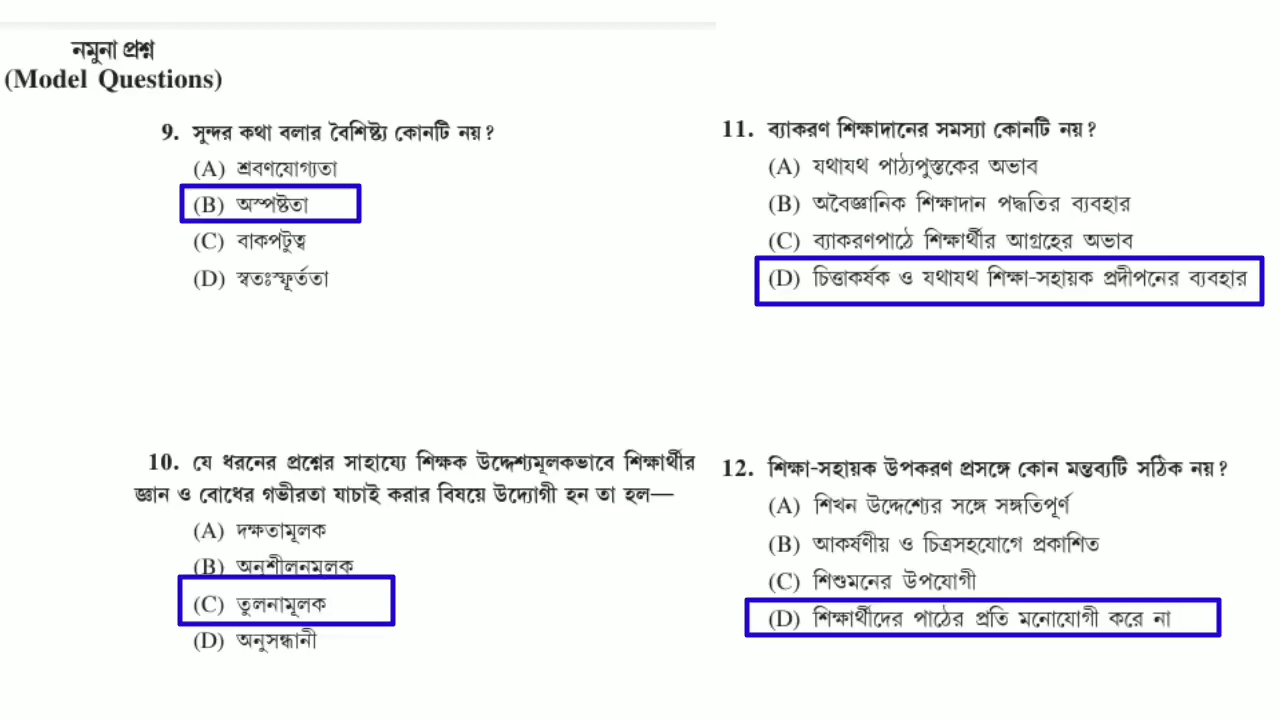 নমুনা প্রশ্ন
(Model Questions)
9. সুন্দর কথা বলার বৈশিষ্ট্য কোনটি নয়?
(A) শ্রবণযোগ্যতা
(B) অস্পষ্টতা
(C) বাকপটুত্ব
(D) স্বতঃস্ফূর্ততা
10. যে ধরনের প্রশ্নের সাহায্যে শিক্ষক উদ্দেশ্যমূলকভাবে শিক্ষার্থীর
জ্ঞান ও বোধের গভীরতা যাচাই করার বিষয়ে উদ্যোগী হন তা হল—
(A) দক্ষতামূলক
(B) অনুশীলনমূলক
(C) তুলনামূলক
(D) অনুসন্ধানী
11. ব্যাকরণ শিক্ষাদানের সমস্যা কোনটি নয়?
(A) যথাযথ পাঠ্যপুস্তকের অভাব
(B) অবৈজ্ঞানিক শিক্ষাদান পদ্ধতির ব্যবহার
(C) ব্যাকরণপাঠে শিক্ষার্থীর আগ্রহের অভাব
(D) চিত্তাকর্ষক ও যথাযথ শিক্ষা-সহায়ক প্রদীপনের ব্যবহার
12. শিক্ষা-সহায়ক উপকরণ প্রসঙ্গে কোন মন্তব্যটি সঠিক নয়?
(A) শিখন উদ্দেশ্যের সঙ্গে সঙ্গতিপূর্ণ
(B) আকর্ষণীয় ও চিত্রসহযোগে প্রকাশিত
(C) শিশুমনের উপযোগী
(D) শিক্ষার্থীদের পাঠের প্রতি মনোযোগী করে না